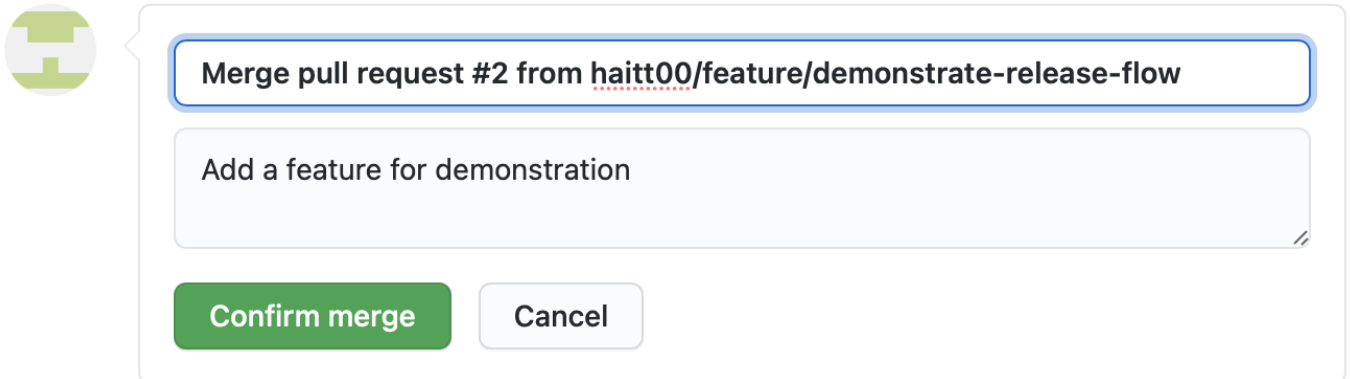 Merge pull request #2 from haitt00/feature/demonstrate-release-flow
Add a feature for demonstration
Confirm merge
Cancel